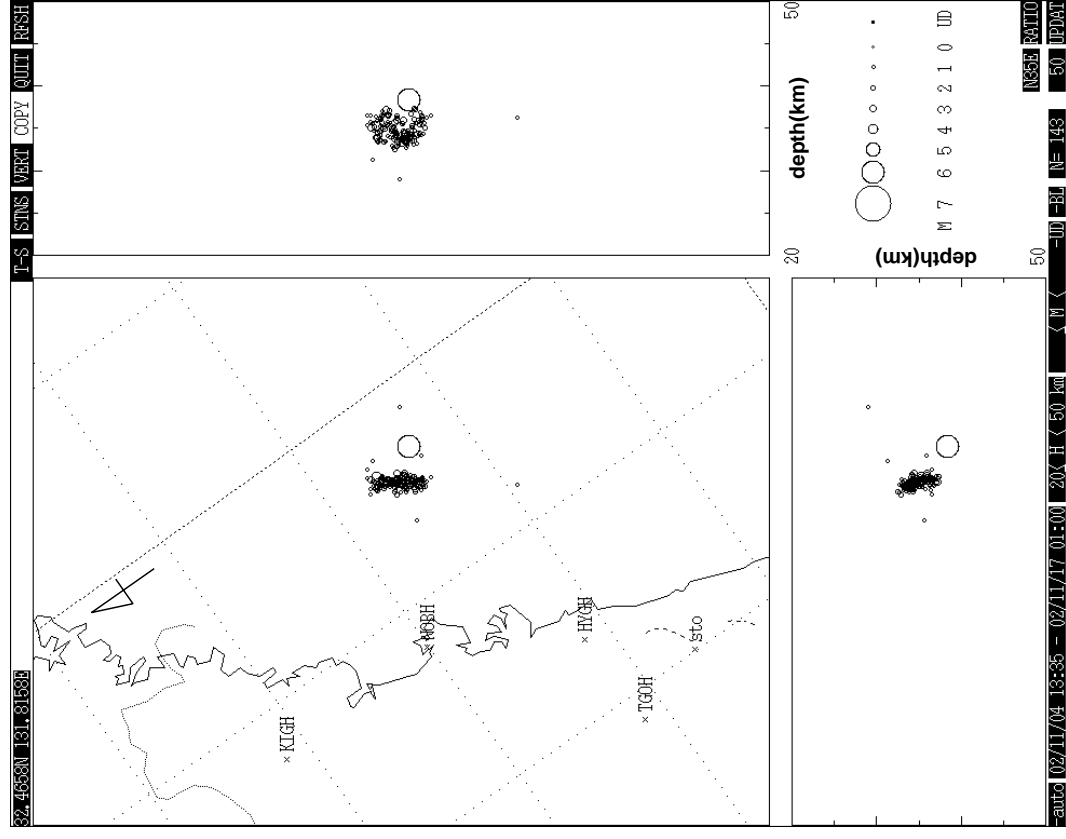 32.4658N 131.8158E T-S STNS VERT COPY QUIT RFSH
50
depth(km)
M 7 6 5 4 3 2 1 0 UD
20
depth(km)
50
N35E RATIO
KIGH
NOBH
HYGH
TGOH
sto
-auto 02/11/04 13:35 - 02/11/17 01:00 20< H < 50 km < M < -UD -BL N= 143 50 UPDAT